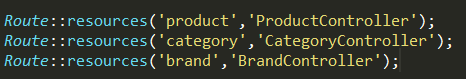 Route::resources('product','ProductController');
Route::resources('category','CategoryController');
Route::resources('brand','BrandController');